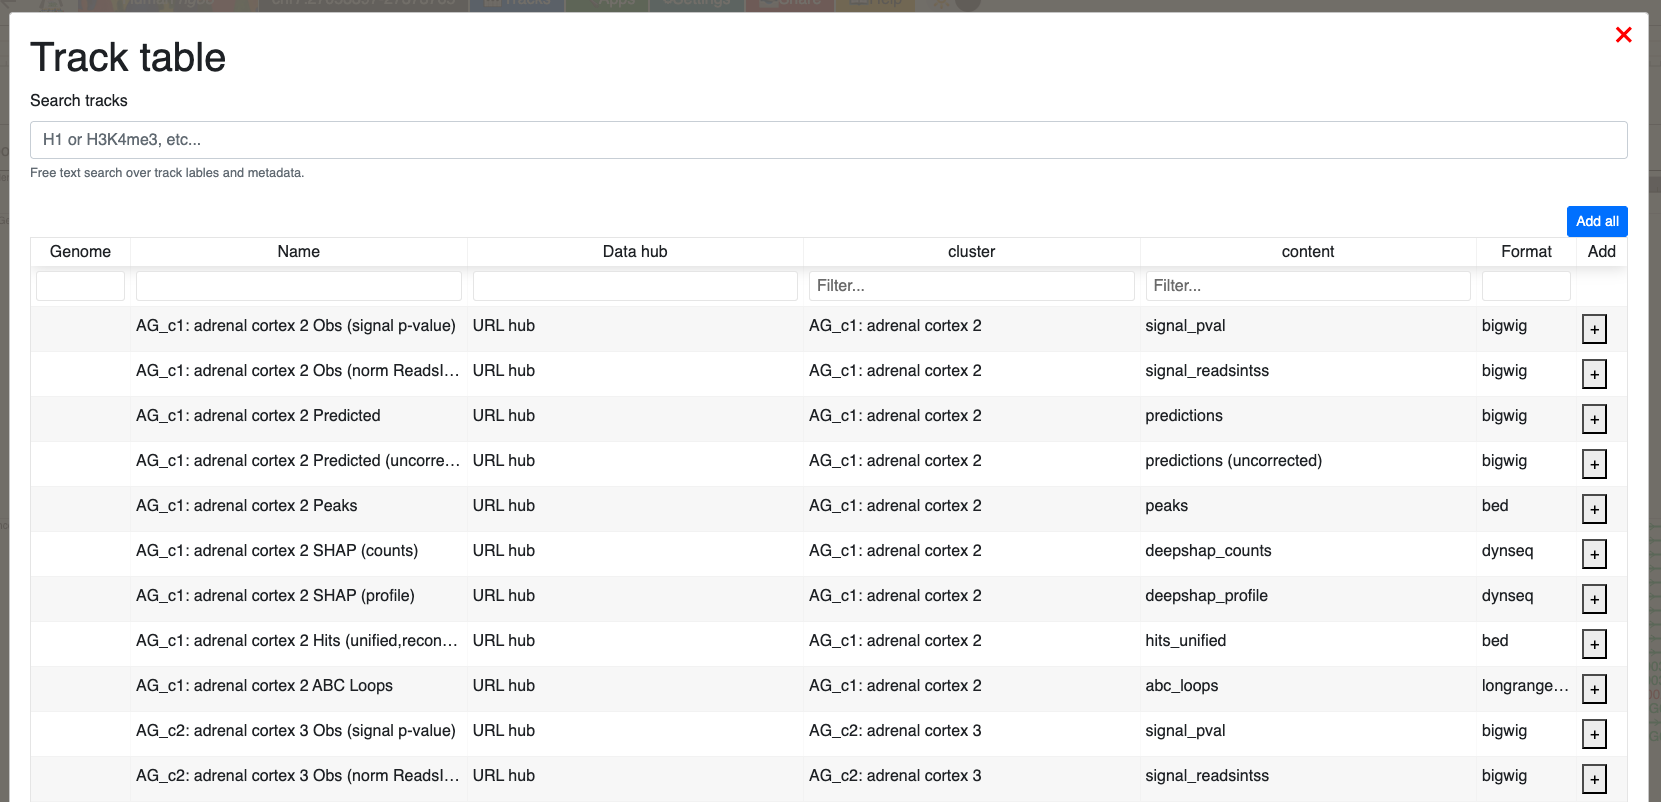 Track table
Search tracks
H1 or H3K4me3, etc...
Free text search over track lables and metadata.
Add all
Genome Name Data hub cluster content Format Add
Filter... Filter...
AG_c1: adrenal cortex 2 Obs (signal p-value) URL hub AG_c1: adrenal cortex 2 signal_pval bigwig +
AG_c1: adrenal cortex 2 Obs (norm ReadsI... URL hub AG_c1: adrenal cortex 2 signal_readsintss bigwig +
AG_c1: adrenal cortex 2 Predicted URL hub AG_c1: adrenal cortex 2 predictions bigwig +
AG_c1: adrenal cortex 2 Predicted (uncorre... URL hub AG_c1: adrenal cortex 2 predictions (uncorrected) bigwig +
AG_c1: adrenal cortex 2 Peaks URL hub AG_c1: adrenal cortex 2 peaks bed +
AG_c1: adrenal cortex 2 SHAP (counts) URL hub AG_c1: adrenal cortex 2 deepshap_counts dynseq +
AG_c1: adrenal cortex 2 SHAP (profile) URL hub AG_c1: adrenal cortex 2 deepshap_profile dynseq +
AG_c1: adrenal cortex 2 Hits (unified,recon... URL hub AG_c1: adrenal cortex 2 hits_unified bed +
AG_c1: adrenal cortex 2 ABC Loops URL hub AG_c1: adrenal cortex 2 abc_loops longrange... +
AG_c2: adrenal cortex 3 Obs (signal p-value) URL hub AG_c2: adrenal cortex 3 signal_pval bigwig +
AG_c2: adrenal cortex 3 Obs (norm ReadsI... URL hub AG_c2: adrenal cortex 3 signal_readsintss bigwig +